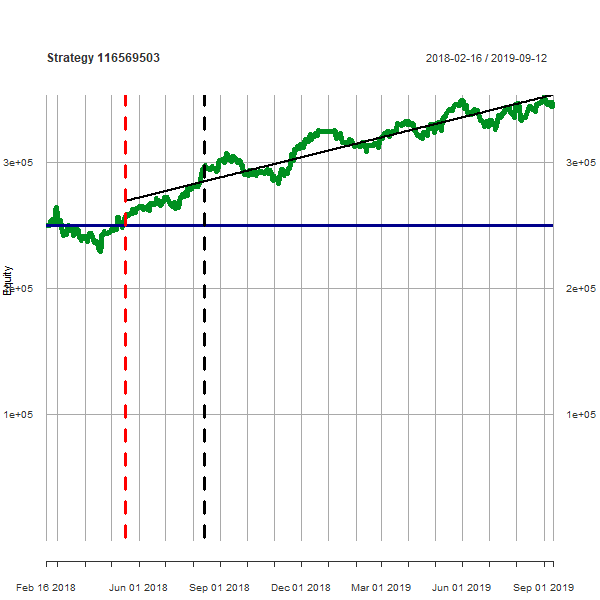 Strategy 116569503
2018-02-16 / 2019-09-12
3e+05 3e+05
Equity
2e+05 2e+05
1e+05 1e+05
Feb 16 2018 Jun 01 2018 Sep 01 2018 Dec 01 2018 Mar 01 2019 Jun 01 2019 Sep 01 2019